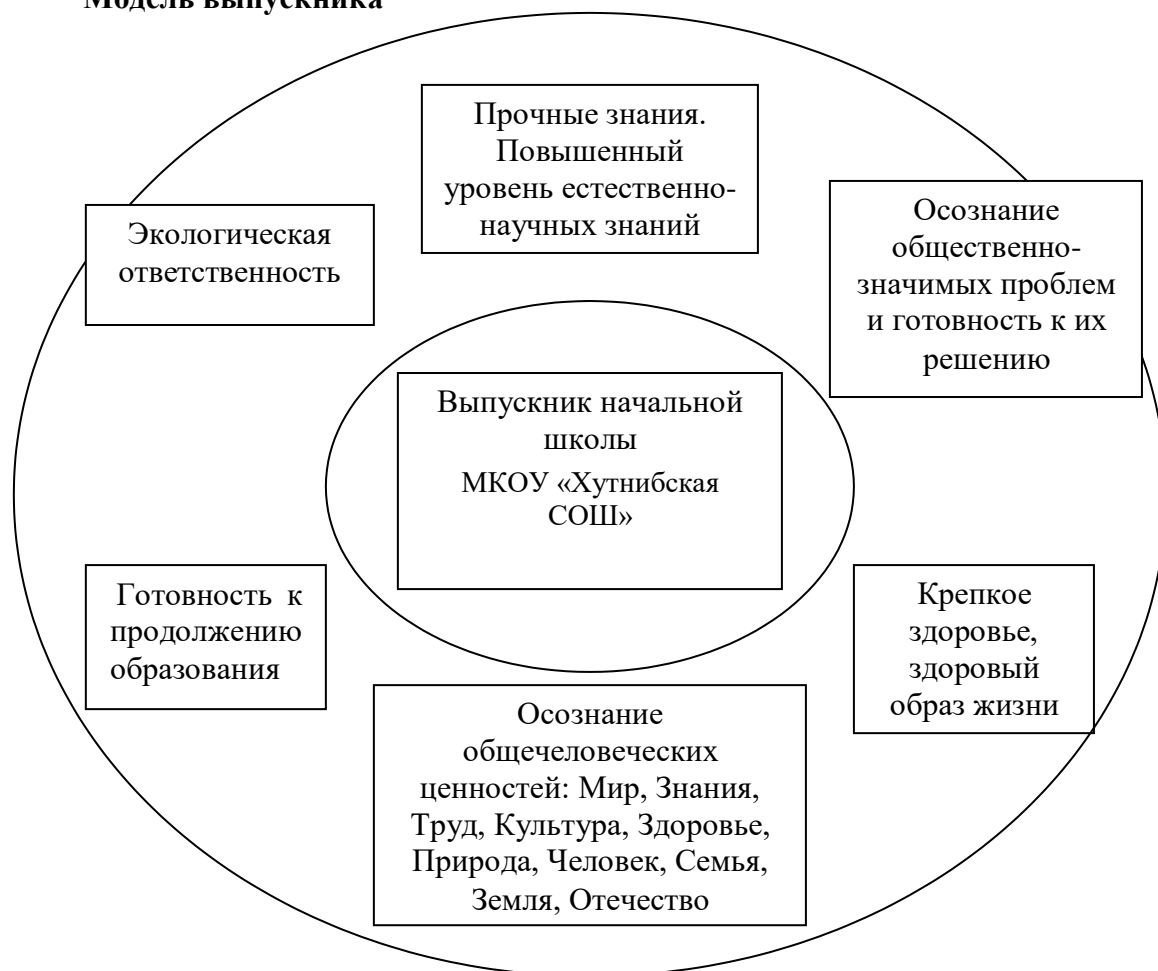 Модель выпускника
Прочные знания.
Повышенный
уровень естественно-
научных знаний
Экологическая
ответственность
Осознание
общественно-
значимых проблем
и готовность к их
решению
Выпускник начальной
школы
МКОУ «Хутнибская
СОШ»
Готовность к
продолжению
образования
Крепкое
здоровье,
здоровый
образ жизни
Осознание
общечеловеческих
ценностей: Мир, Знания,
Труд, Культура, Здоровье,
Природа, Человек, Семья,
Земля, Отечество